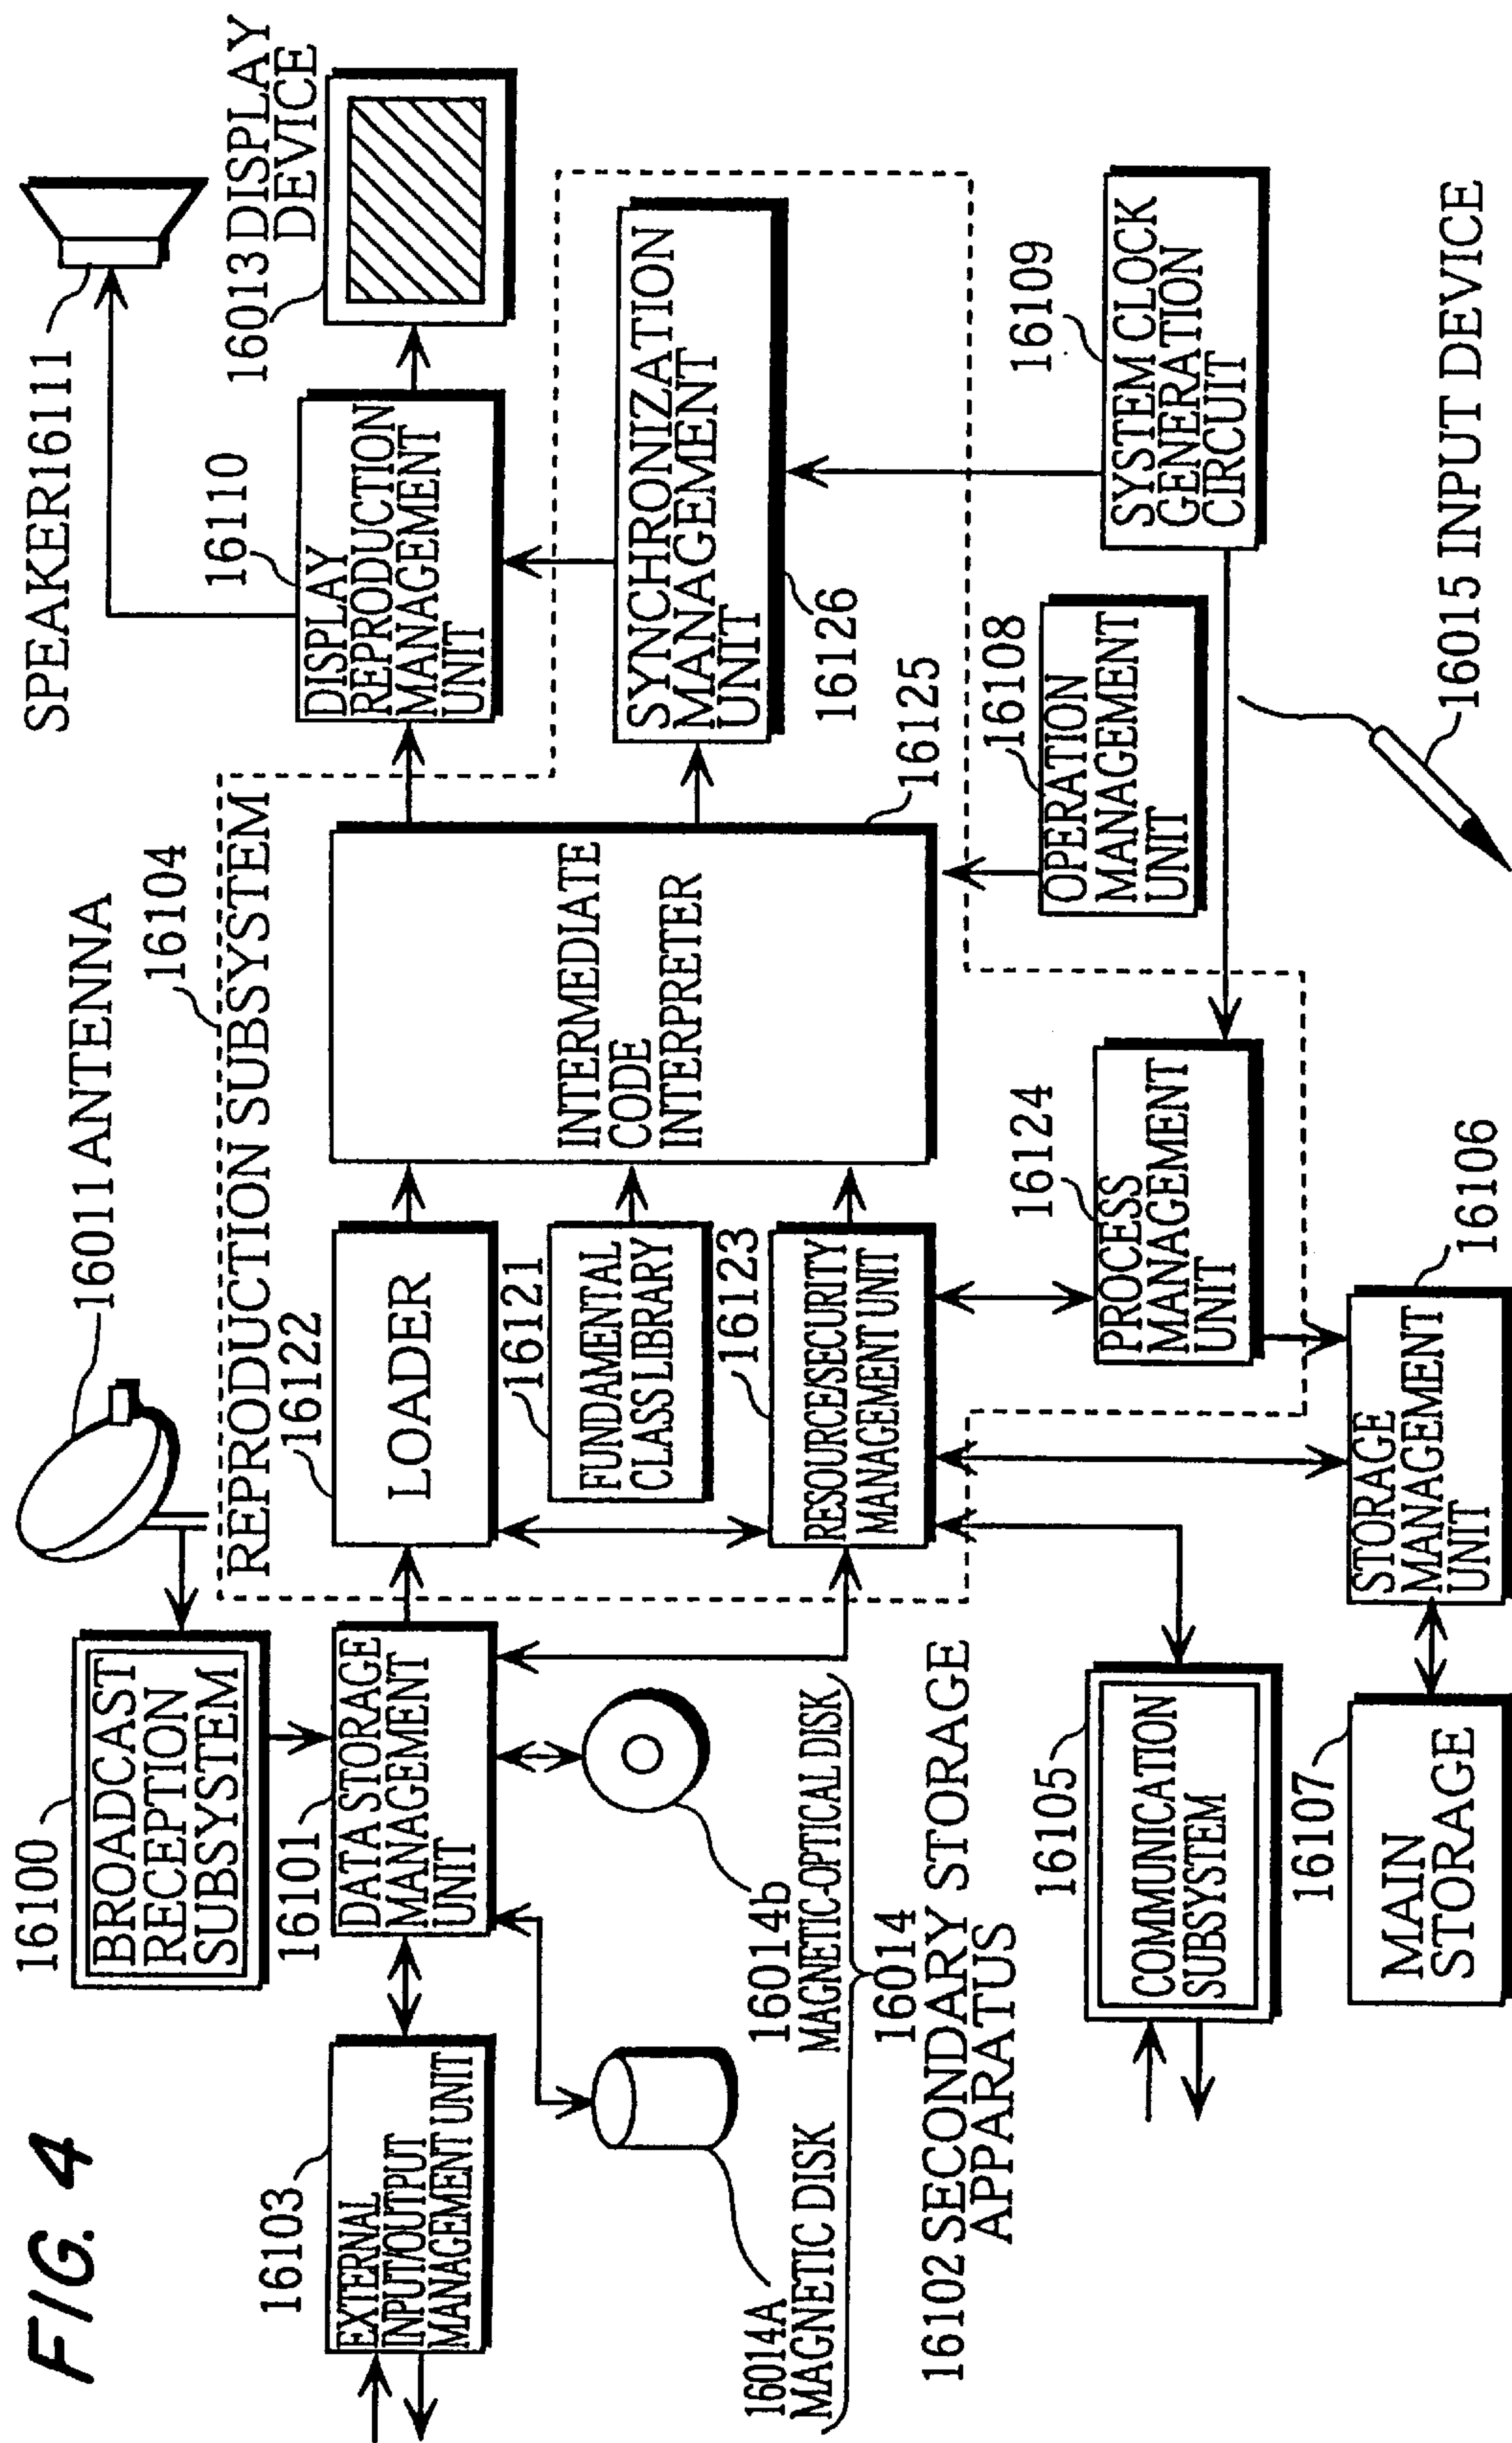 FIG. 4
16011 ANTENNA
SPEAKER16111
16100
BROADCAST
RECEPTION
SUBSYSTEM
16104
REPRODUCTION SUBSYSTEM
16110
DISPLAY
REPRODUCTION
MANAGEMENT
UNIT
16013 DISPLAY
DEVICE
16103
EXTERNAL
INPUT/OUTPUT
MANAGEMENT UNIT
16101
DATA STORAGE
MANAGEMENT
UNIT
16122
LOADER
16121
FUNDAMENTAL
CLASS LIBRARY
16123
RESOURCE/SECURITY
MANAGEMENT UNIT
INTERMEDIATE
CODE
INTERPRETER
16125
SYNCHRONIZATION
MANAGEMENT
UNIT
16126
16014A
MAGNETIC DISK
16014b
MAGNETIC-OPTICAL DISK
16014
16102 SECONDARY STORAGE
APPARATUS
16124
PROCESS
MANAGEMENT
UNIT
16108
OPERATION
MANAGEMENT
UNIT
16109
SYSTEM CLOCK
GENERATION
CIRCUIT
16105
COMMUNICATION
SUBSYSTEM
16107
MAIN
STORAGE
16106
STORAGE
MANAGEMENT
UNIT
16015 INPUT DEVICE